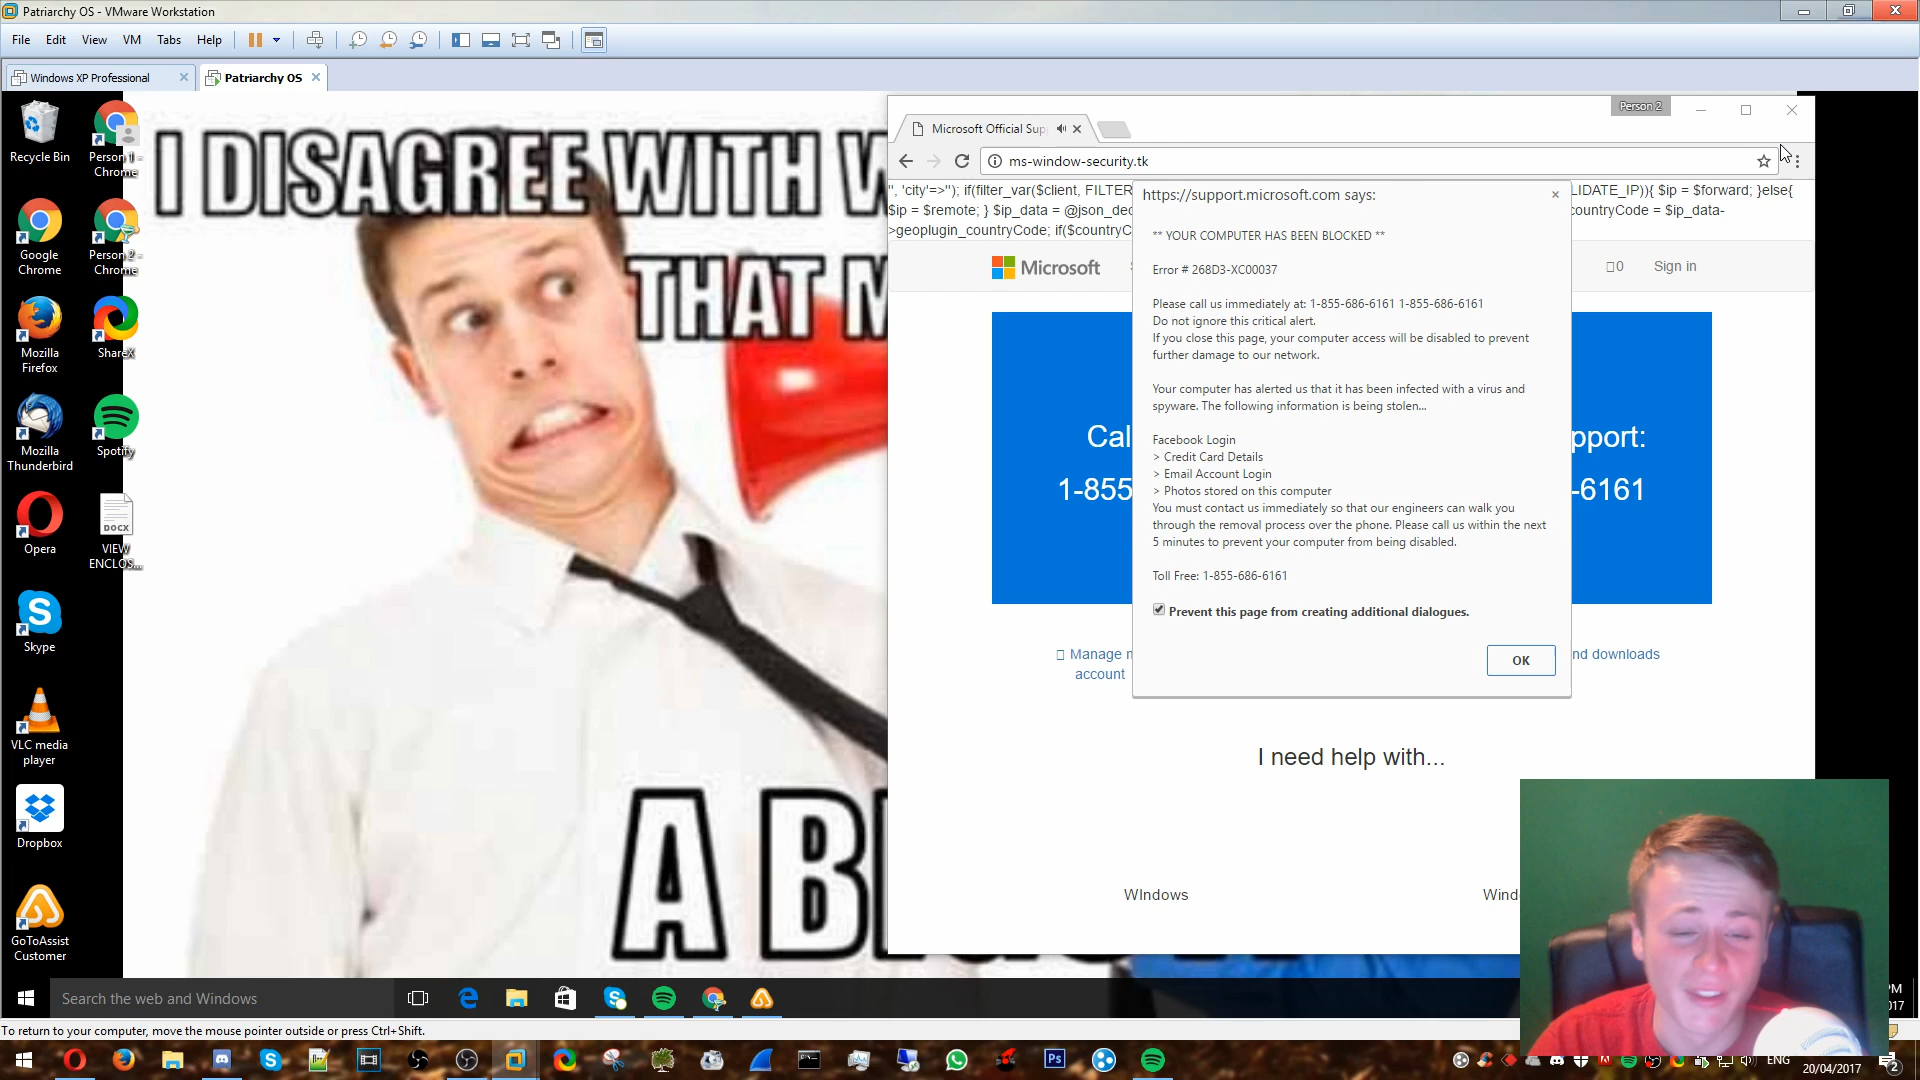 Patriarchy OS - VMware Workstation
File Edit View VM Tabs Help
Windows XP Professional
Patriarchy OS
I DISAGREE WITH
THAT
Recycle Bin
Person 1 -
Chrome
Google
Chrome
Person 2 -
Chrome
Mozilla
Firefox
ShareX
Mozilla
Thunderbird
Spotify
Opera
DOCX
VIEW
ENCLOS...
Skype
VLC media
player
Dropbox
GoToAssist
Customer
A
Person 2
Microsoft Official Sup
ms-window-security.tk
", 'city'=>''); if(filter_var($client, FILTER
LIDATE_IP)){ $ip = $forward; }else{
$ip = $remote; } $ip_data = @json_dec
countryCode = $ip_data-
>geoplugin_countryCode; if($countryC
Microsoft
0 Sign in
Cal
pport:
1-855
-6161
Manage
account
nd downloads
I need help with...
WIndows
Wind
https://support.microsoft.com says:
** YOUR COMPUTER HAS BEEN BLOCKED **
Error # 268D3-XC00037
Please call us immediately at: 1-855-686-6161 1-855-686-6161
Do not ignore this critical alert.
If you close this page, your computer access will be disabled to prevent
further damage to our network.
Your computer has alerted us that it has been infected with a virus and
spyware. The following information is being stolen...
Facebook Login
> Credit Card Details
> Email Account Login
> Photos stored on this computer
You must contact us immediately so that our engineers can walk you
through the removal process over the phone. Please call us within the next
5 minutes to prevent your computer from being disabled.
Toll Free: 1-855-686-6161
Prevent this page from creating additional dialogues.
OK
Search the web and Windows
PM
017
To return to your computer, move the mouse pointer outside or press Ctrl+Shift.
Ps
ENG
20/04/2017
2